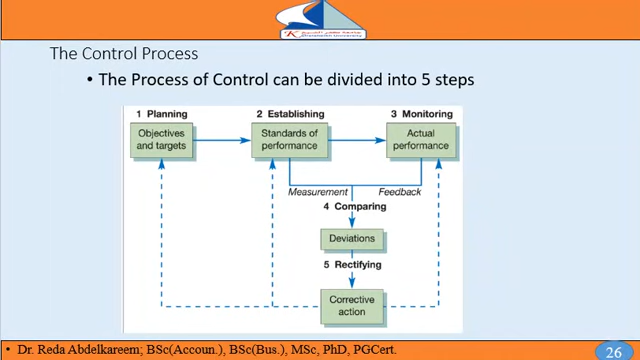 The Control Process
• The Process of Control can be divided into 5 steps
1 Planning
2 Establishing
3 Monitoring
Objectives
and targets
Standards of
performance
Actual
performance
Measurement
Feedback
4 Comparing
Deviations
5 Rectifying
Corrective
action
• Dr. Reda Abdelkareem; BSc(Accoun.), BSc(Bus.), MSc, PhD, PGCert.
26